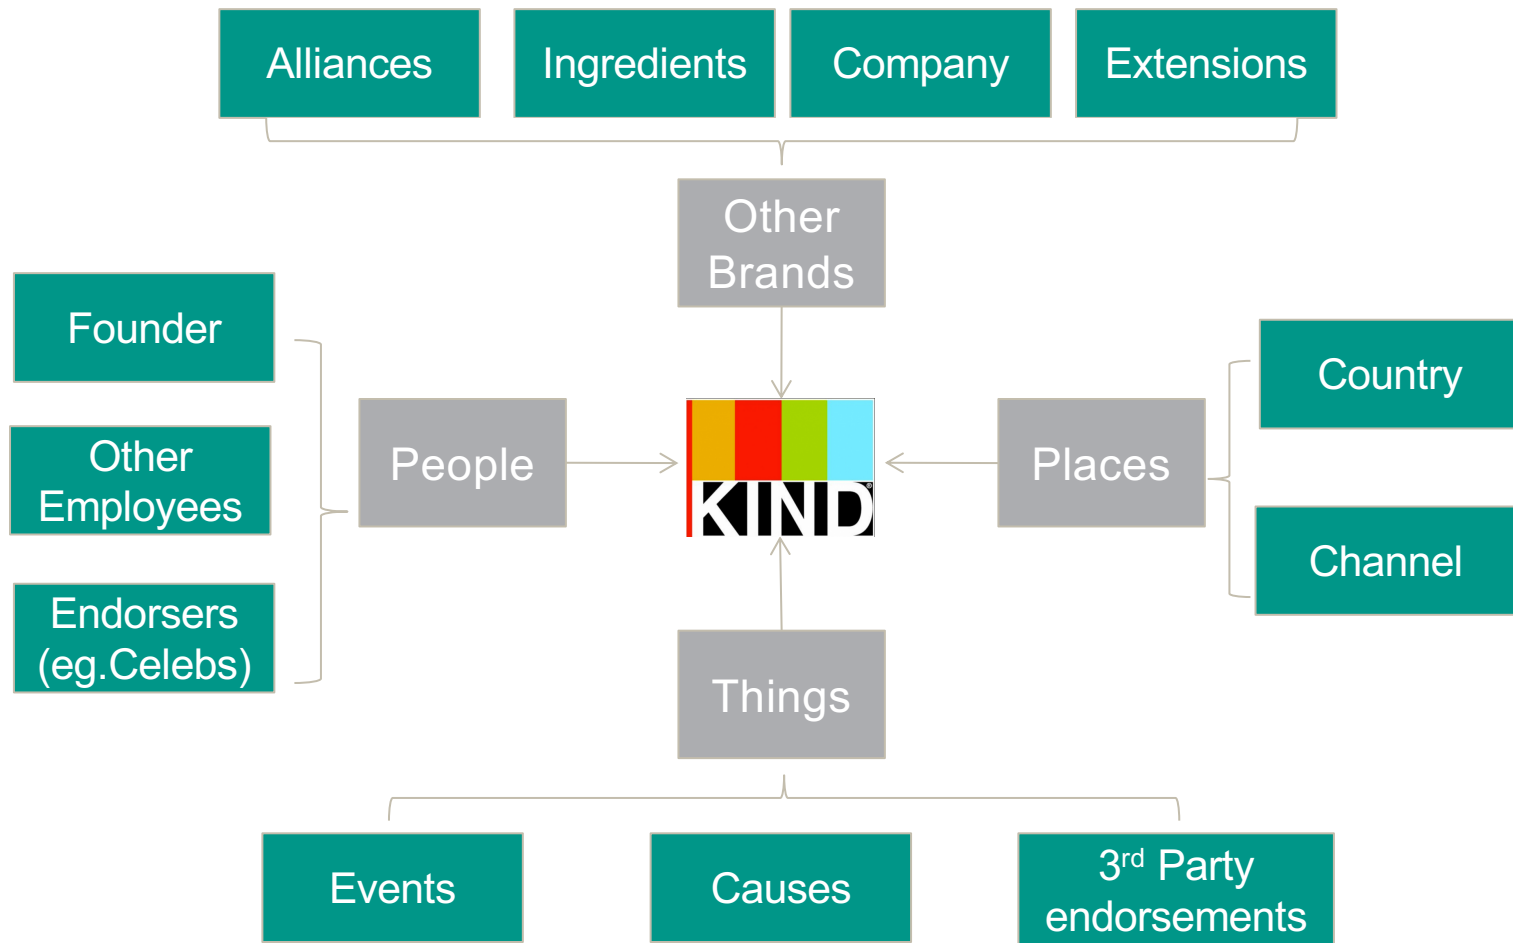 Alliances
Ingredients
Company
Extensions
Other
Brands
Founder
Other
Employees
Endorsers
(eg.Celebs)
People
KIND®
Places
Country
Channel
Things
Events
Causes
3rd Party
endorsements